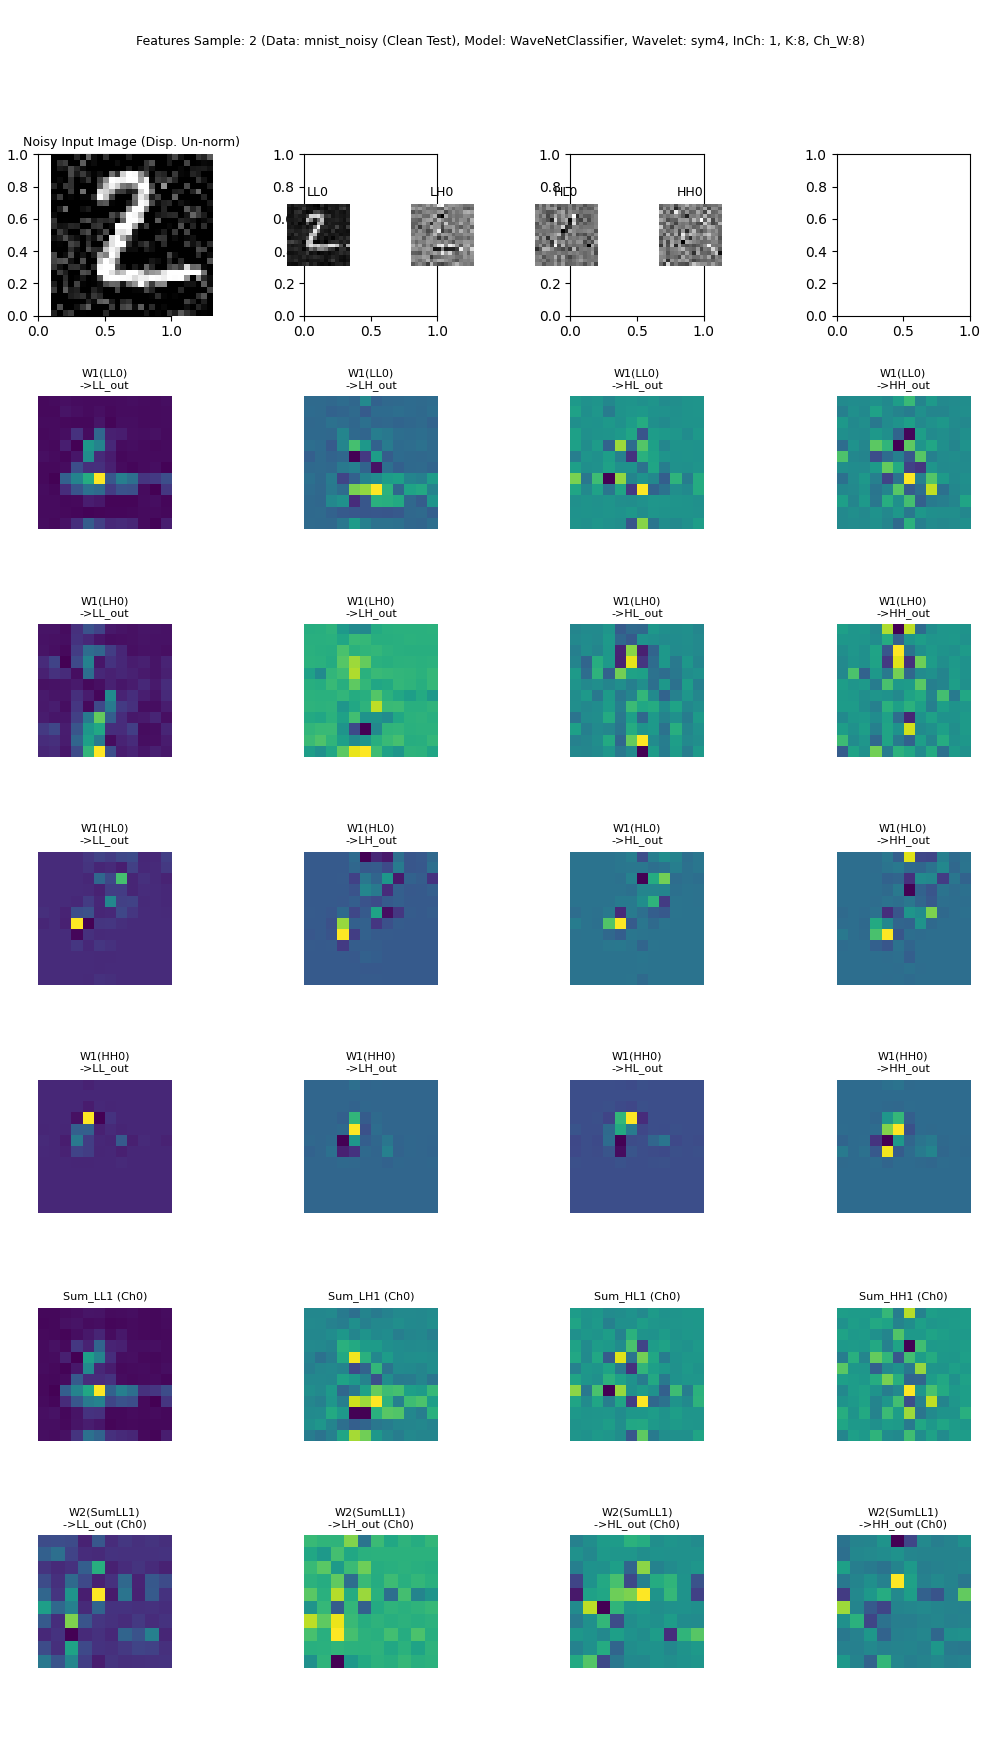 Features Sample: 2 (Data: mnist_noisy (Clean Test), Model: WaveNetClassifier, Wavelet: sym4, InCh: 1, K:8, Ch_W:8)
Noisy Input Image (Disp. Un-norm)
1.0 0.8 0.6 0.4 0.2 0.0
0.0 0.5 1.0
LL0 LH0 HL0 HH0
1.0 0.8 0.6 0.4 0.2 0.0
0.0 0.5 1.0
1.0 0.8 0.6 0.4 0.2 0.0
0.0 0.5 1.0
1.0 0.8 0.6 0.4 0.2 0.0
0.0 0.5 1.0
2
W1(LL0)
->LL_out
W1(LL0)
->LH_out
W1(LL0)
->HL_out
W1(LL0)
->HH_out
W1(LH0)
->LL_out
W1(LH0)
->LH_out
W1(LH0)
->HL_out
W1(LH0)
->HH_out
W1(HL0)
->LL_out
W1(HL0)
->LH_out
W1(HL0)
->HL_out
W1(HL0)
->HH_out
W1(HH0)
->LL_out
W1(HH0)
->LH_out
W1(HH0)
->HL_out
W1(HH0)
->HH_out
Sum_LL1 (Ch0)
Sum_LH1 (Ch0)
Sum_HL1 (Ch0)
Sum_HH1 (Ch0)
W2(SumLL1)
->LL_out (Ch0)
W2(SumLL1)
->LH_out (Ch0)
W2(SumLL1)
->HL_out (Ch0)
W2(SumLL1)
->HH_out (Ch0)